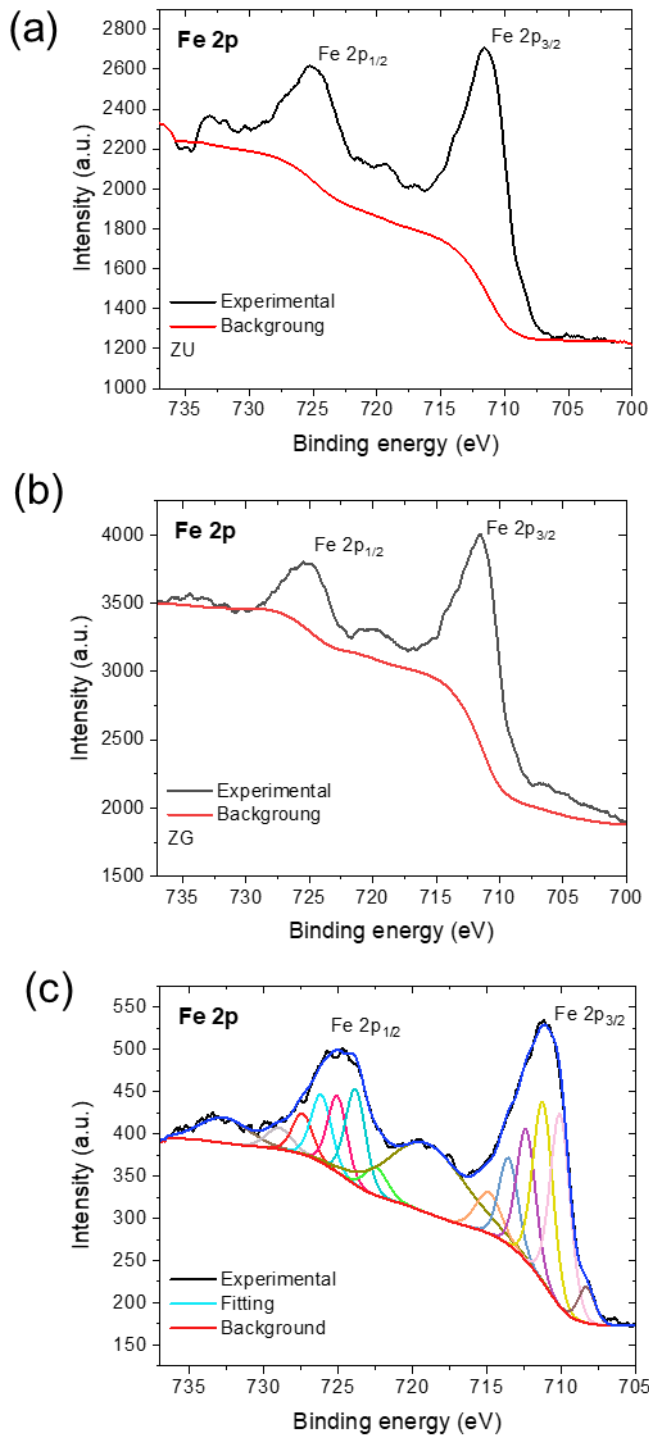 (a)
Fe 2p
Fe 2p1/2
Fe 2p3/2
2800
2600
2400
2200
2000
1800
1600
1400
1200
1000
Intensity (a.u.)
Experimental
Backgroung
ZU
735 730 725 720 715 710 705 700
Binding energy (eV)
(b)
Fe 2p
Fe 2p1/2
Fe 2p3/2
4000
3500
3000
2500
2000
1500
Intensity (a.u.)
Experimental
Backgroung
ZG
735 730 725 720 715 710 705 700
Binding energy (eV)
(c)
Fe 2p
Fe 2p1/2
Fe 2p3/2
550
500
450
400
350
300
250
200
150
Intensity (a.u.)
Experimental
Fitting
Background
735 730 725 720 715 710 705
Binding energy (eV)